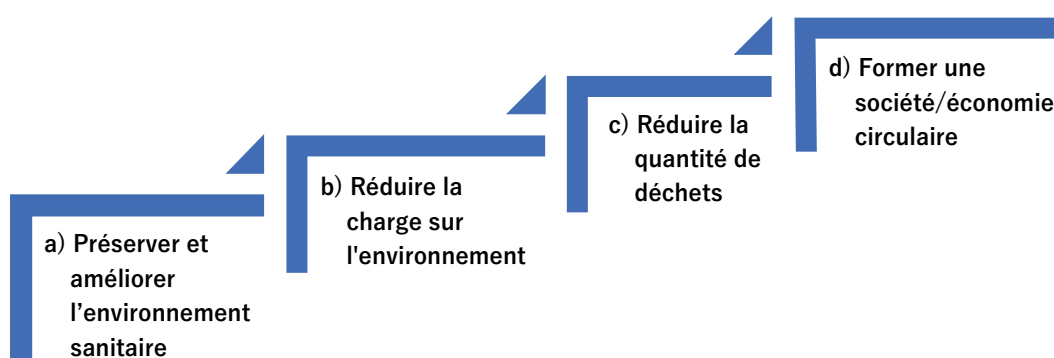 a) Préserver et
améliorer
l’environnement
sanitaire
b) Réduire la
charge sur
l'environnement
c) Réduire la
quantité de
déchets
d) Former une
société/économie
circulaire